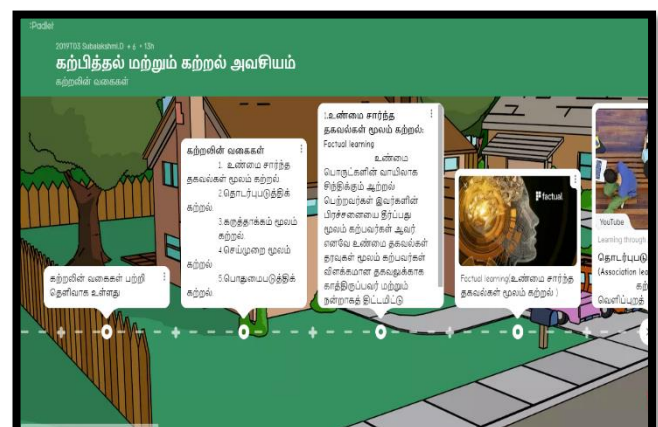 :Padlet
2019T03 Subalakshmi.D + 6 • 13h
கற்பித்தல் மற்றும் கற்றல் அவசியம்
கற்றலின் வகைகள்
கற்றலின் வகைகள் பற்றி
தெளிவாக உள்ளது
கற்றலின் வகைகள்
1. உண்மை சார்ந்த
தகவல்கள் மூலம் கற்றல்
2.தொடர்புபடுத்திக்
கற்றல்.
3.கருத்தாக்கம் மூலம்
கற்றல்.
4.செய்முறை மூலம்
கற்றல்
5.பொதுமைபடுத்திக்
கற்றல்
1.உண்மை சார்ந்த
தகவல்கள் மூலம் கற்றல்:
Factual learning
உண்மை
பொருட்களின் வாயிலாக
சிந்திக்கும் ஆற்றல்
பெற்றவர்கள் இவர்களின்
பிரச்சனையை தீர்ப்பது
மூலம் கற்பவர்கள் ஆவர்
எனவே உண்மை தகவல்கள்
தரவுகள் மூலம் கற்பவர்கள்
விளக்கமான தகவலுக்காக
காத்திருப்பவர் மற்றும்
நன்றாகத் திட்டமிட்டு
factual
Factual learning(உண்மை சார்ந்த
தகவல்கள் மூலம் கற்றல் )
YouTube
Learning through
தொடர்புபடு
(Association lea
கற்
வெளிப்புறத்